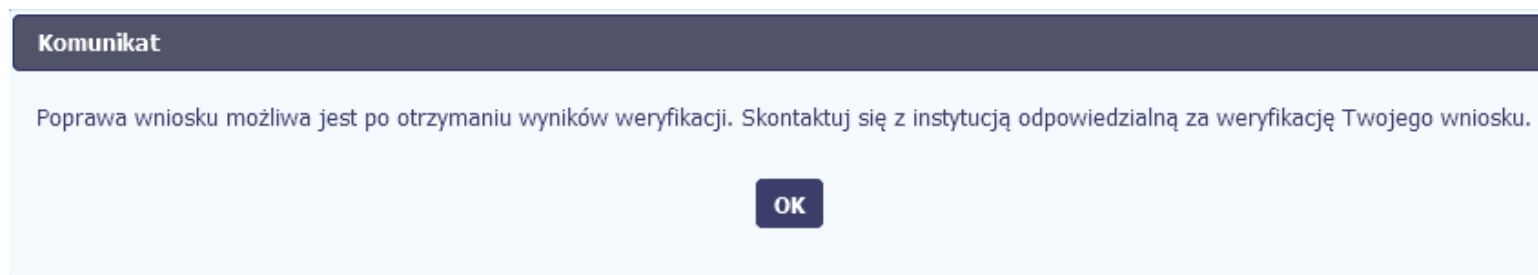 Komunikat
Poprawa wniosku możliwa jest po otrzymaniu wyników weryfikacji. Skontaktuj się z instytucją odpowiedzialną za weryfikację Twojego wniosku.
OK